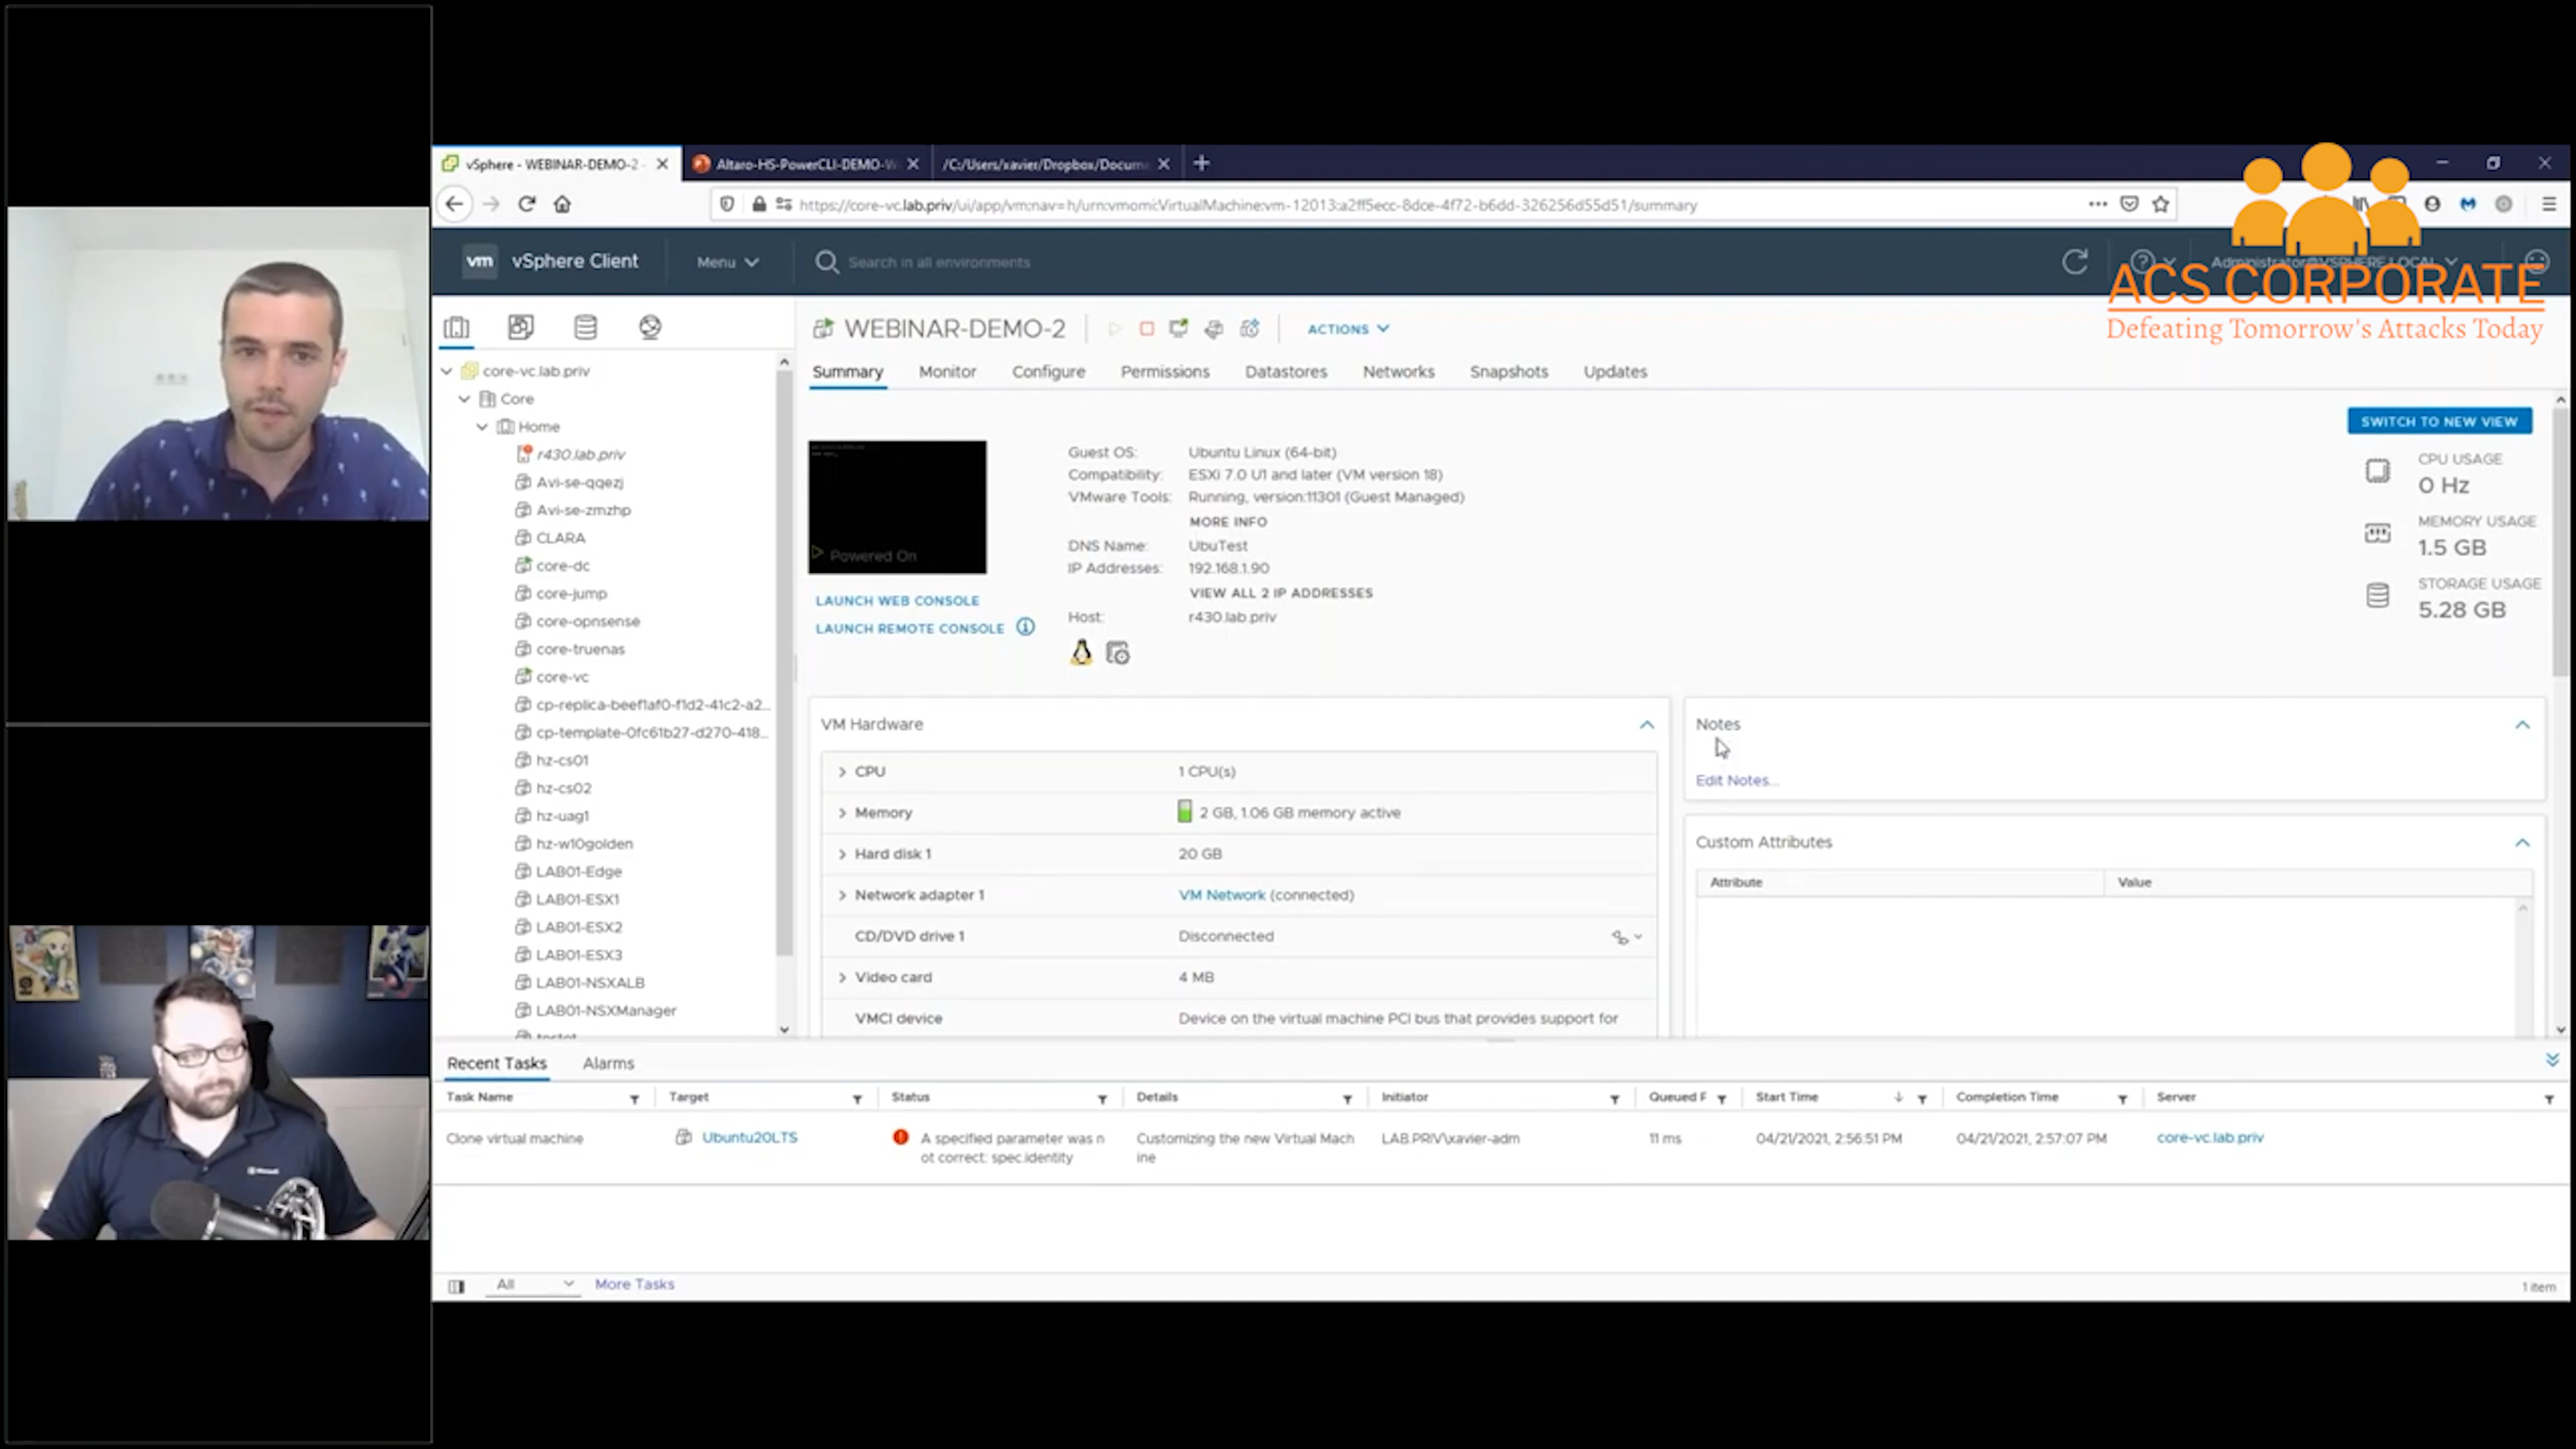 vSphere - WEBINAR-DEMO-2 -
Altaro-HS-PowerCLI-DEMO-W
/C:/Users/xavier/Dropbox/Docum
https://core-vc.lab.priv/ui/app/vm;nav=h/urn:vmomi:VirtualMachine:vm-12013:a2ff5ecc-8dce-4f72-b6dd-326256d55d51/summary
vm vSphere Client
Menu
Search in all environments
Administrator@VSPHERE.LOCAL
ACS CORPORATE
Defeating Tomorrow's Attacks Today
core-vc.lab.priv
Core
Home
r430.lab.priv
Avi-se-qqezj
Avi-se-zmzhp
CLARA
core-dc
core-jump
core-opnsense
core-truenas
core-vc
cp-replica-beef1af0-f1d2-41c2-a2...
cp-template-0fc61b27-d270-418...
hz-cs01
hz-cs02
hz-uag1
hz-w10golden
LAB01-Edge
LAB01-ESX1
LAB01-ESX2
LAB01-ESX3
LAB01-NSXALB
LAB01-NSXManager
WEBINAR-DEMO-2
ACTIONS
Summary Monitor Configure Permissions Datastores Networks Snapshots Updates
SWITCH TO NEW VIEW
Powered On
LAUNCH WEB CONSOLE
LAUNCH REMOTE CONSOLE
Guest OS: Ubuntu Linux (64-bit)
Compatibility: ESXi 7.0 U1 and later (VM version 18)
VMware Tools: Running, version:11301 (Guest Managed)
MORE INFO
DNS Name: UbuTest
IP Addresses: 192.168.1.90
VIEW ALL 2 IP ADDRESSES
Host: r430.lab.priv
CPU USAGE
0 Hz
MEMORY USAGE
1.5 GB
STORAGE USAGE
5.28 GB
VM Hardware
CPU 1 CPU(s)
Memory 2 GB, 1.06 GB memory active
Hard disk 1 20 GB
Network adapter 1 VM Network (connected)
CD/DVD drive 1 Disconnected
Video card 4 MB
VMCI device Device on the virtual machine PCI bus that provides support for
Notes
Edit Notes...
Custom Attributes
Attribute Value
Recent Tasks Alarms
Task Name Target Status Details Initiator Queued F Start Time Completion Time Server
Clone virtual machine Ubuntu20LTS A specified parameter was n Customizing the new Virtual Mach LAB.PRIV\xavier-adm 11 ms 04/21/2021, 2:56:51 PM 04/21/2021, 2:57:07 PM core-vc.lab.priv
ot correct: spec.identity ine
All More Tasks
1 item